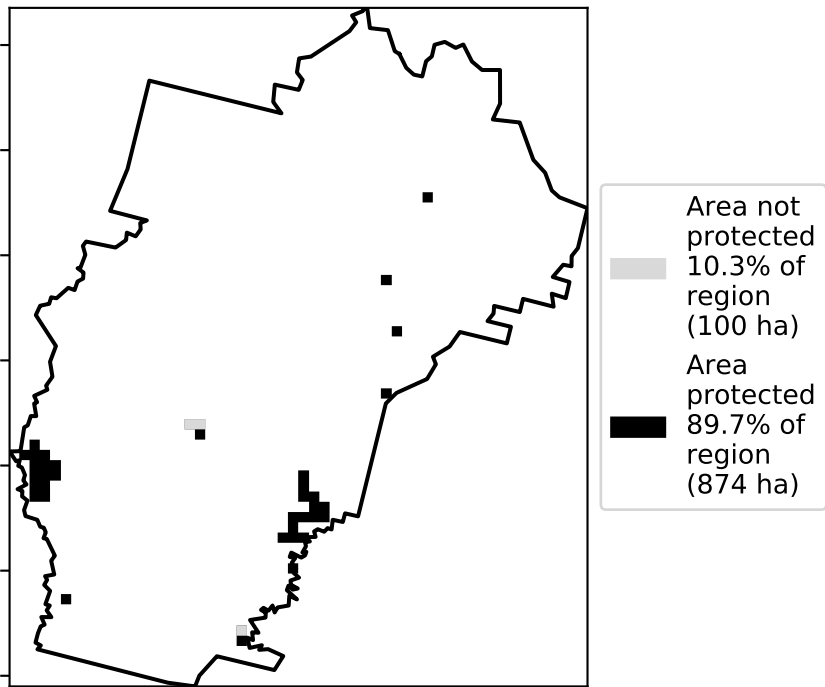 Area not
protected
10.3% of
region
(100 ha)
Area
protected
89.7% of
region
(874 ha)